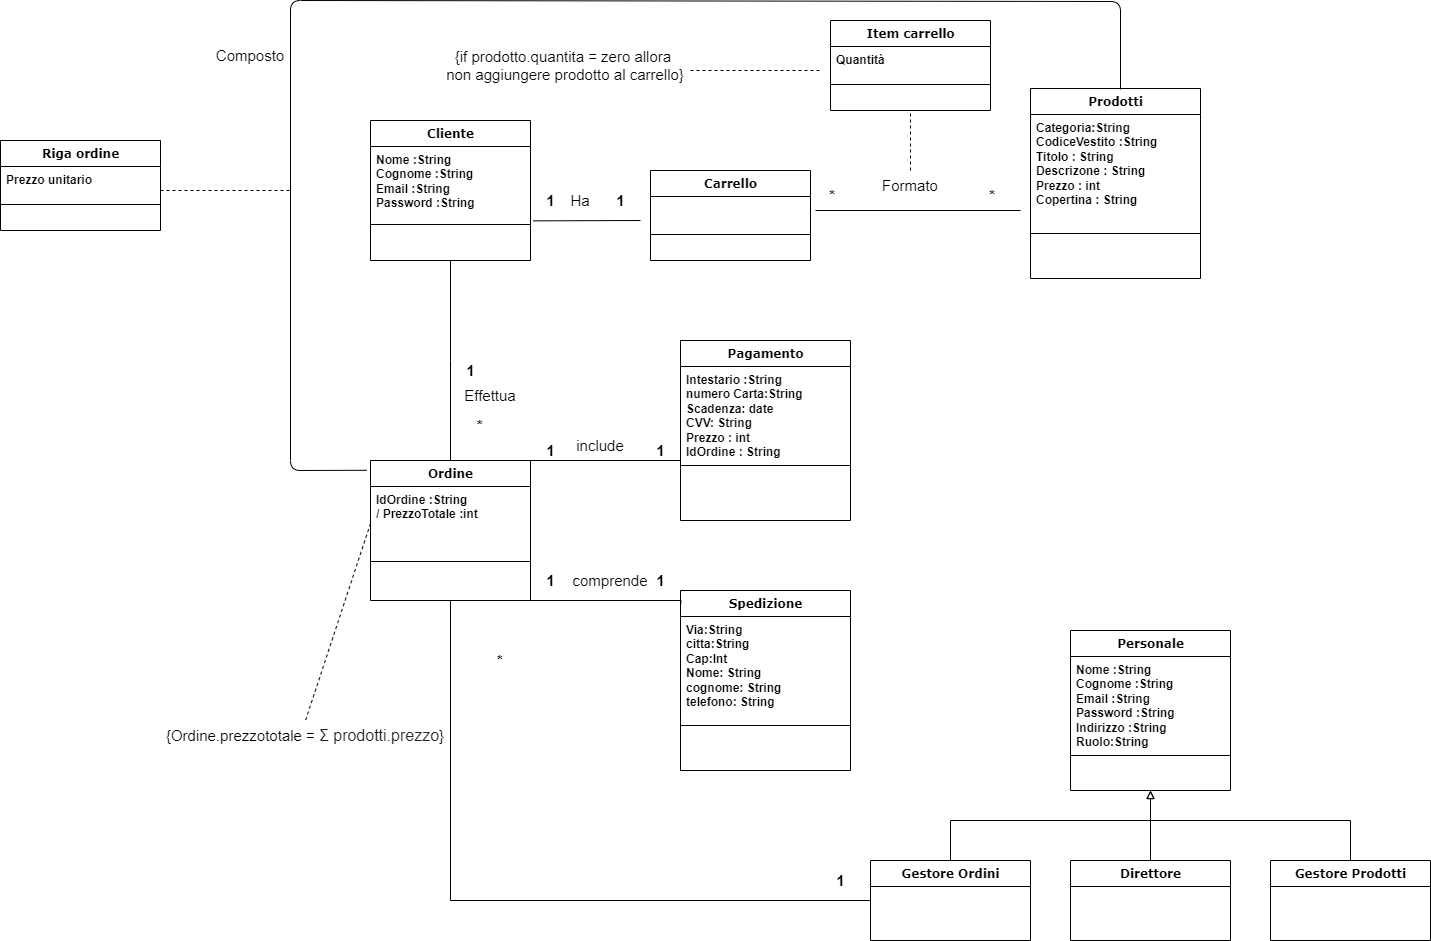 Composto
{if prodotto.quantita = zero allora
non aggiungere prodotto al carrello}
Item carrello
Quantità
Prodotti
Categoria:String
CodiceVestito :String
Titolo : String
Descrizone : String
Prezzo : int
Copertina : String
Riga ordine
Prezzo unitario
Cliente
Nome :String
Cognome :String
Email :String
Password :String
1 Ha 1
Carrello
* Formato *
1
Effettua
*
Pagamento
Intestario :String
numero Carta:String
Scadenza: date
CVV: String
Prezzo : int
IdOrdine : String
1 include 1
Ordine
IdOrdine :String
/ PrezzoTotale :int
1 comprende 1
Spedizione
Via:String
citta:String
Cap:Int
Nome: String
cognome: String
telefono: String
*
{Ordine.prezzototale = Σ prodotti.prezzo}
Personale
Nome :String
Cognome :String
Email :String
Password :String
Indirizzo :String
Ruolo:String
1
Gestore Ordini
Direttore
Gestore Prodotti